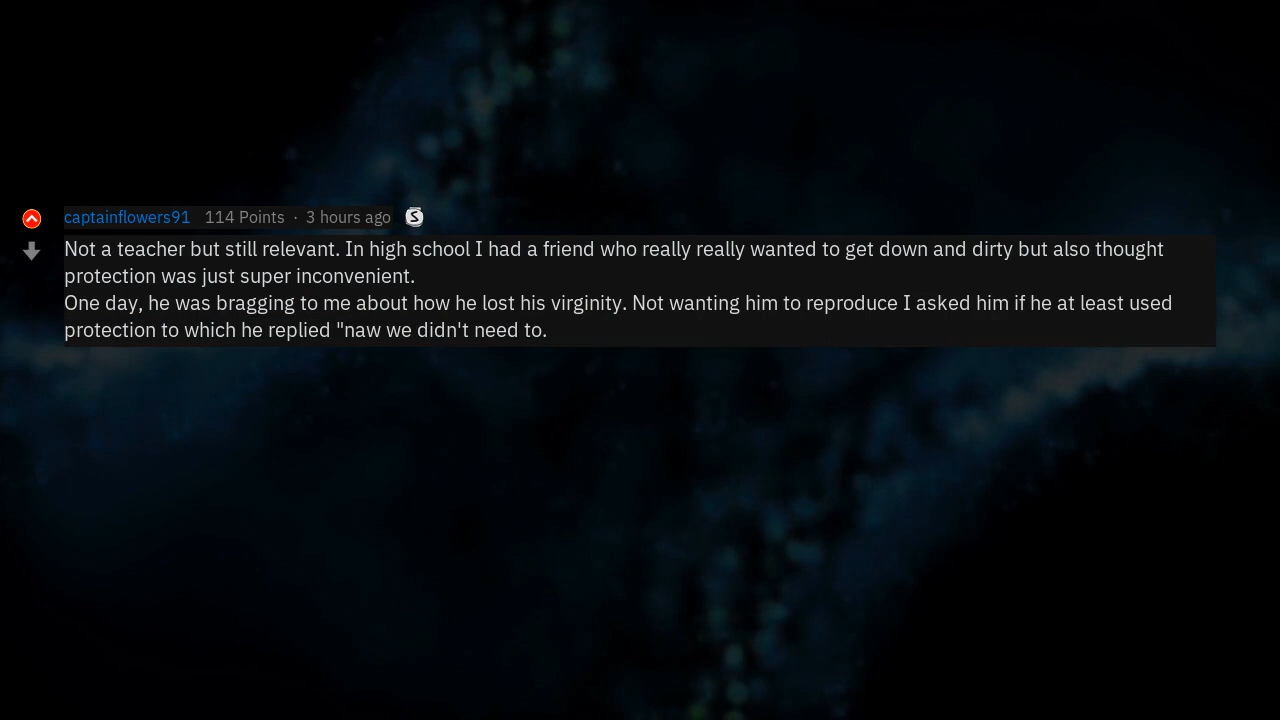 captainflowers91 114 Points · 3 hours ago
Not a teacher but still relevant. In high school I had a friend who really really wanted to get down and dirty but also thought
protection was just super inconvenient.
One day, he was bragging to me about how he lost his virginity. Not wanting him to reproduce I asked him if he at least used
protection to which he replied "naw we didn't need to.